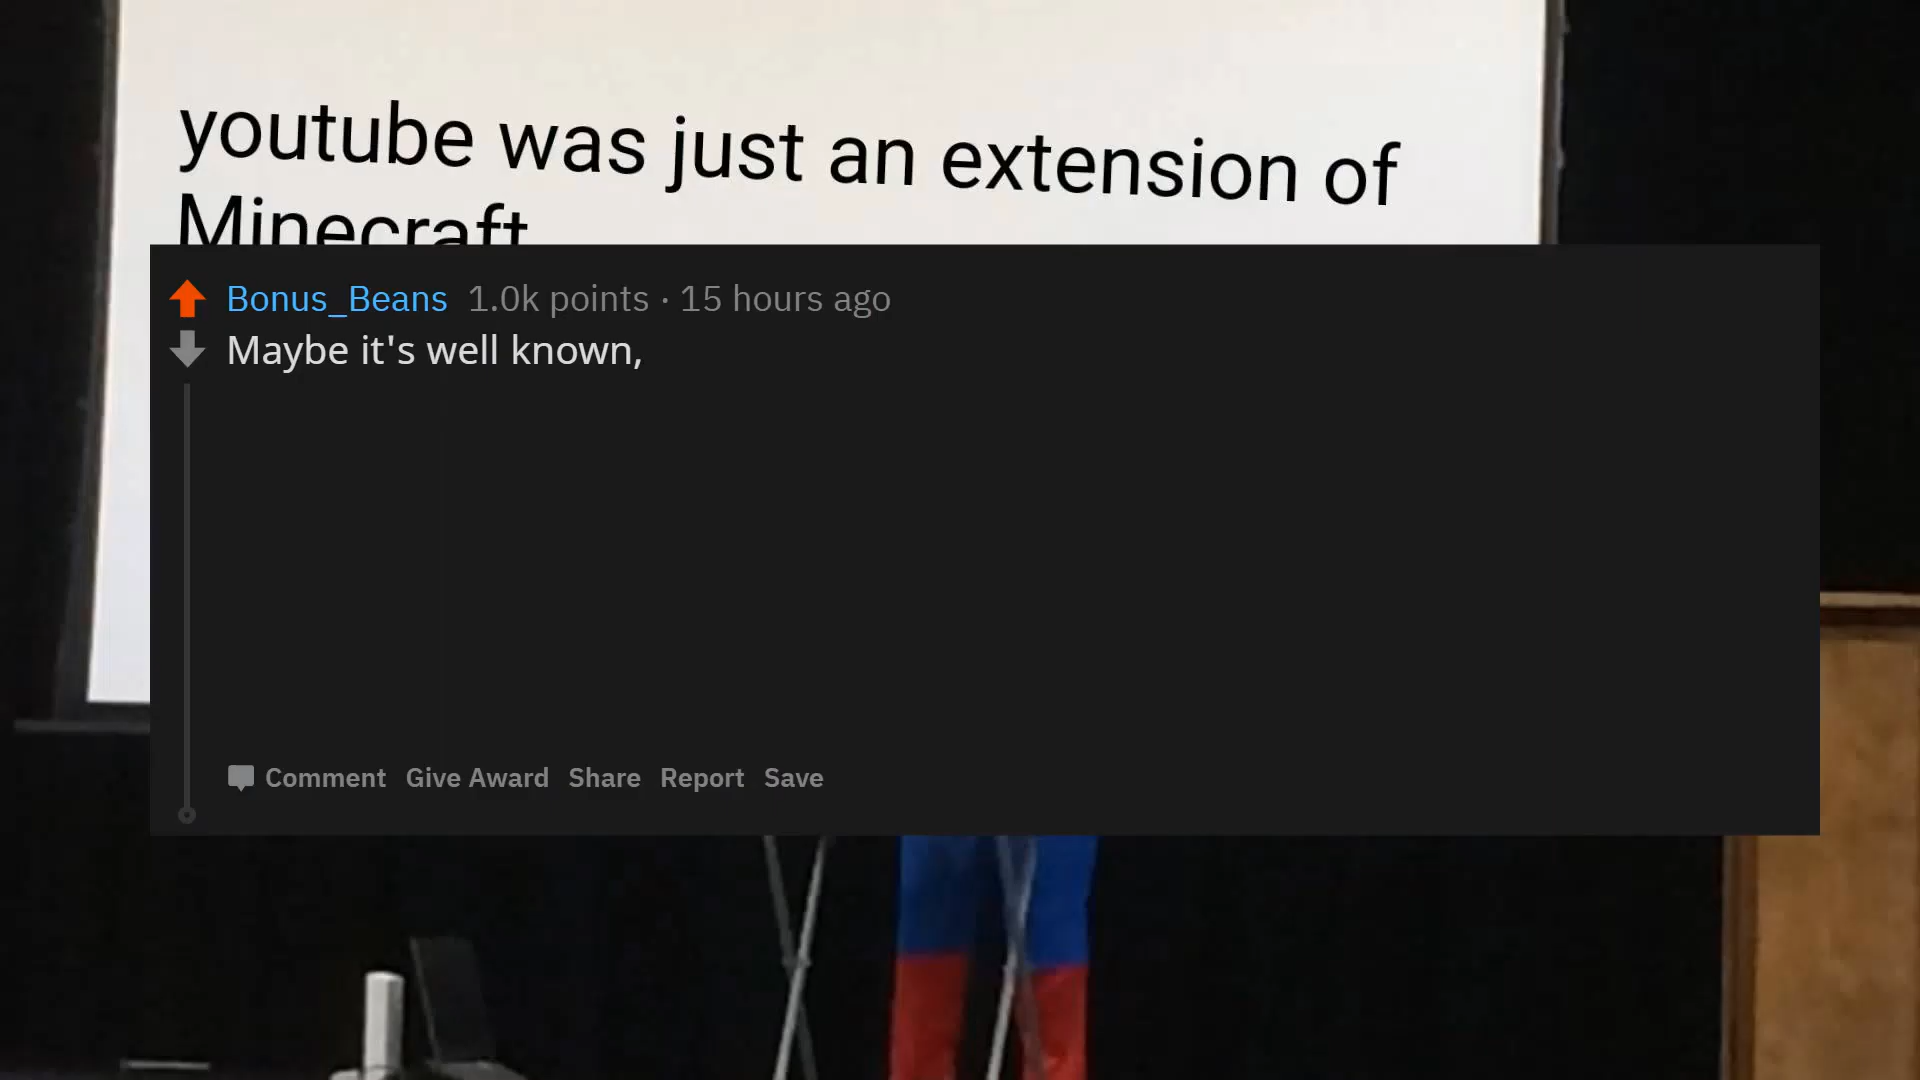 youtube was just an extension of
Minecraft
Bonus_Beans 1.0k points · 15 hours ago
Maybe it's well known,
Comment Give Award Share Report Save